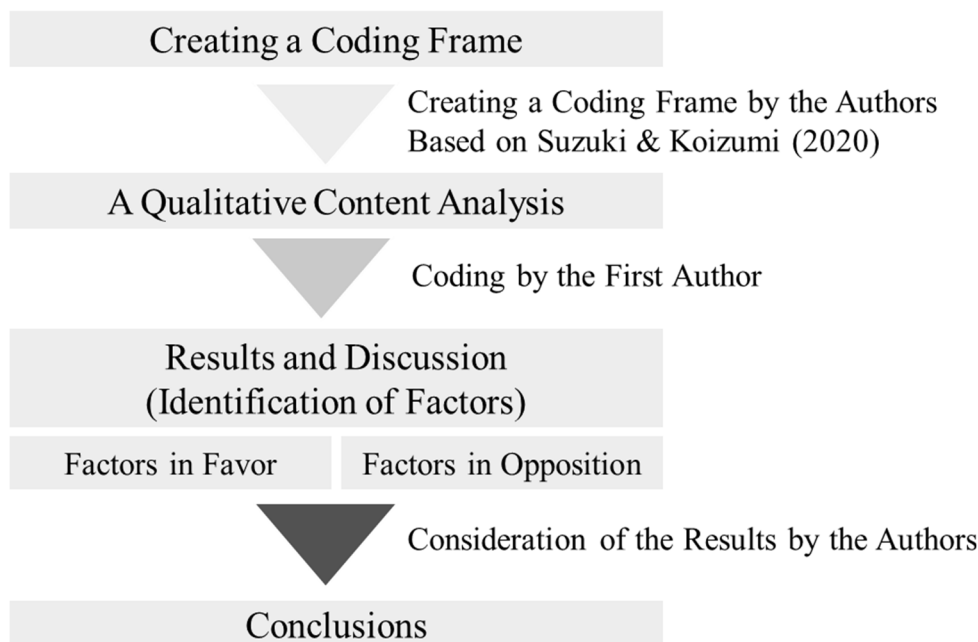 Creating a Coding Frame
Creating a Coding Frame by the Authors
Based on Suzuki & Koizumi (2020)
A Qualitative Content Analysis
Coding by the First Author
Results and Discussion
(Identification of Factors)
Factors in Favor
Factors in Opposition
Consideration of the Results by the Authors
Conclusions